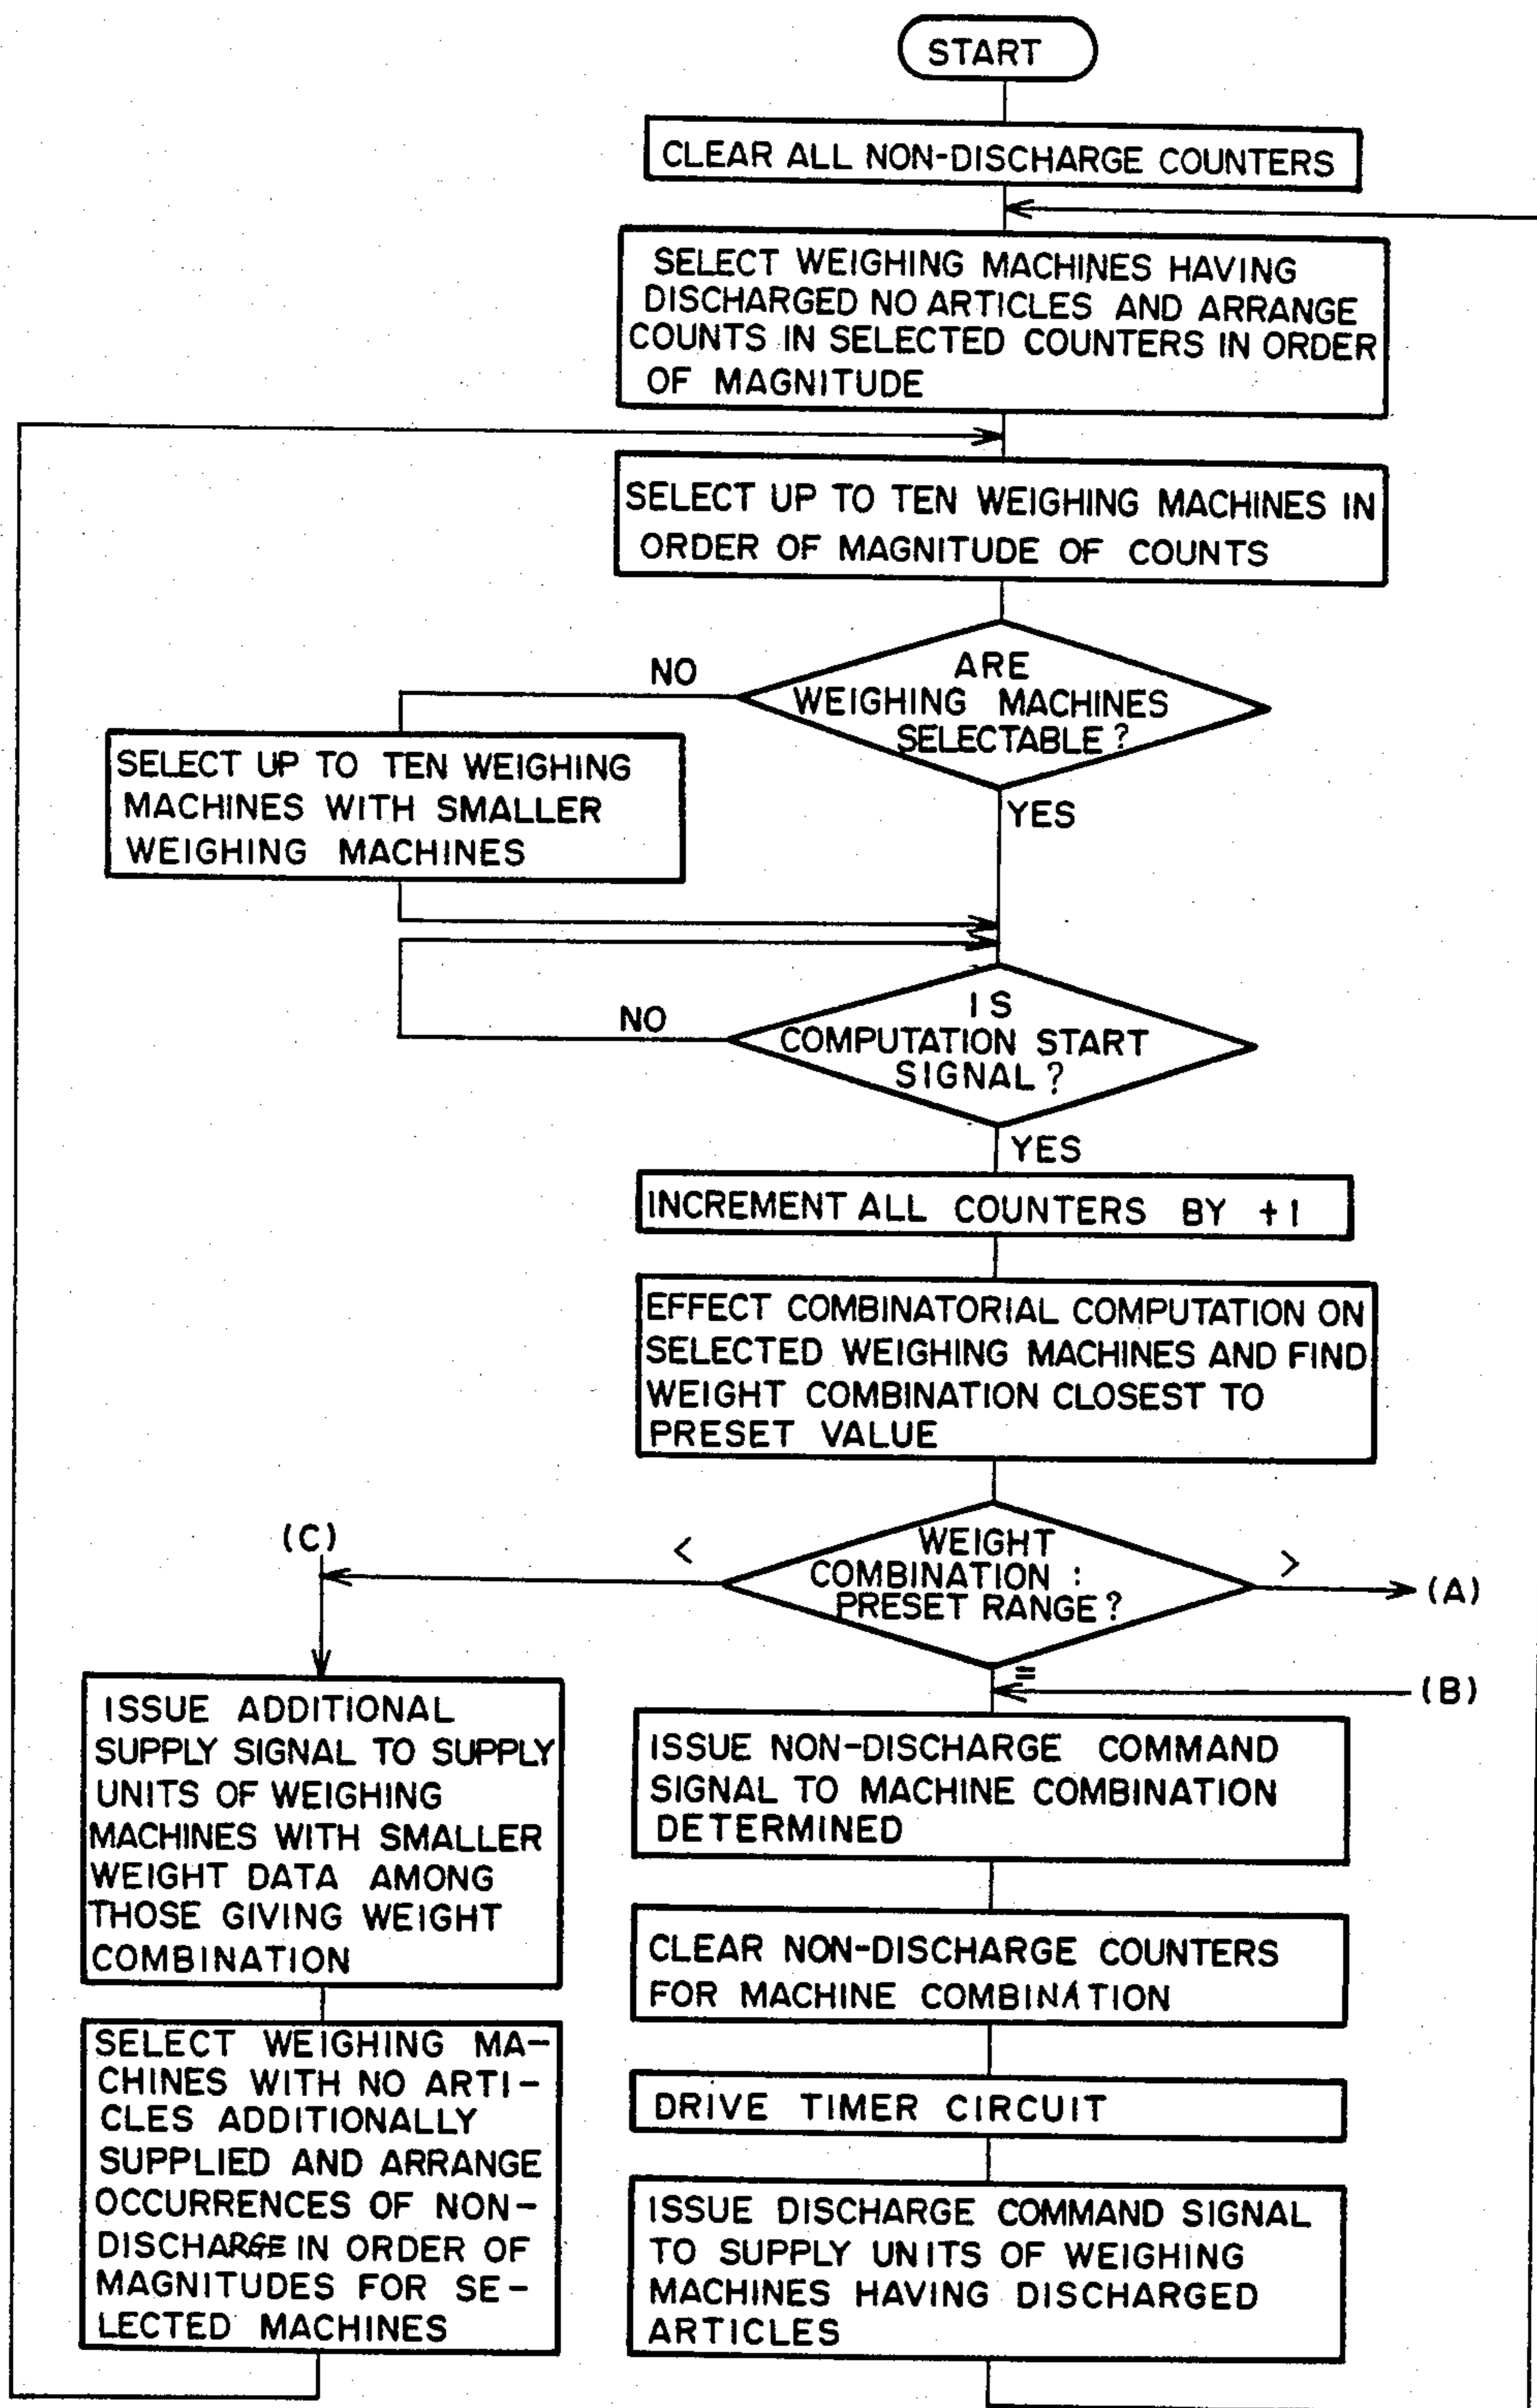 START
CLEAR ALL NON-DISCHARGE COUNTERS
SELECT WEIGHING MACHINES HAVING
DISCHARGED NO ARTICLES AND ARRANGE
COUNTS IN SELECTED COUNTERS IN ORDER
OF MAGNITUDE
SELECT UP TO TEN WEIGHING MACHINES IN
ORDER OF MAGNITUDE OF COUNTS
NO
ARE
WEIGHING MACHINES
SELECTABLE?
YES
SELECT UP TO TEN WEIGHING
MACHINES WITH SMALLER
WEIGHING MACHINES
NO
IS
COMPUTATION START
SIGNAL?
YES
INCREMENT ALL COUNTERS BY +1
EFFECT COMBINATORIAL COMPUTATION ON
SELECTED WEIGHING MACHINES AND FIND
WEIGHT COMBINATION CLOSEST TO
PRESET VALUE
(C)
<
WEIGHT
COMBINATION :
PRESET RANGE?
>
(A)
=
(B)
ISSUE ADDITIONAL
SUPPLY SIGNAL TO SUPPLY
UNITS OF WEIGHING
MACHINES WITH SMALLER
WEIGHT DATA AMONG
THOSE GIVING WEIGHT
COMBINATION
SELECT WEIGHING MA-
CHINES WITH NO ARTI-
CLES ADDITIONALLY
SUPPLIED AND ARRANGE
OCCURRENCES OF NON-
DISCHARGE IN ORDER OF
MAGNITUDES FOR SE-
LECTED MACHINES
ISSUE NON-DISCHARGE COMMAND
SIGNAL TO MACHINE COMBINATION
DETERMINED
CLEAR NON-DISCHARGE COUNTERS
FOR MACHINE COMBINATION
DRIVE TIMER CIRCUIT
ISSUE DISCHARGE COMMAND SIGNAL
TO SUPPLY UNITS OF WEIGHING
MACHINES HAVING DISCHARGED
ARTICLES